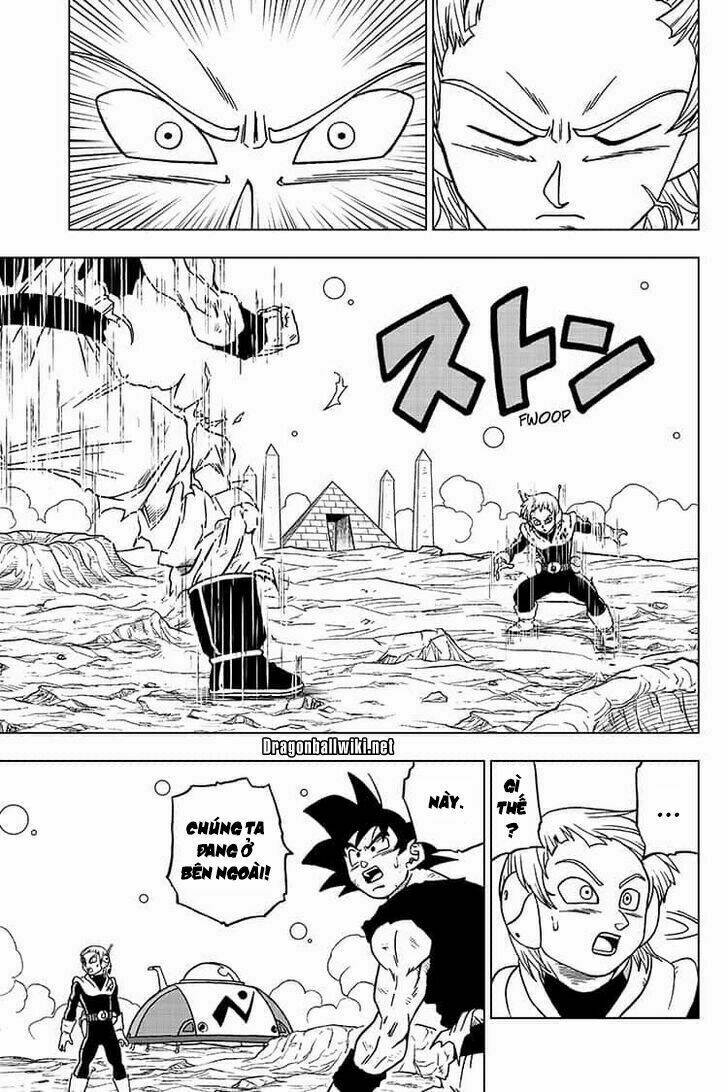 ストン
FWOOP
Dragonballwiki.net
...
GÌ
THẾ
?
NÀY.
CHÚNG TA
ĐANG Ở
BÊN NGOÀI!